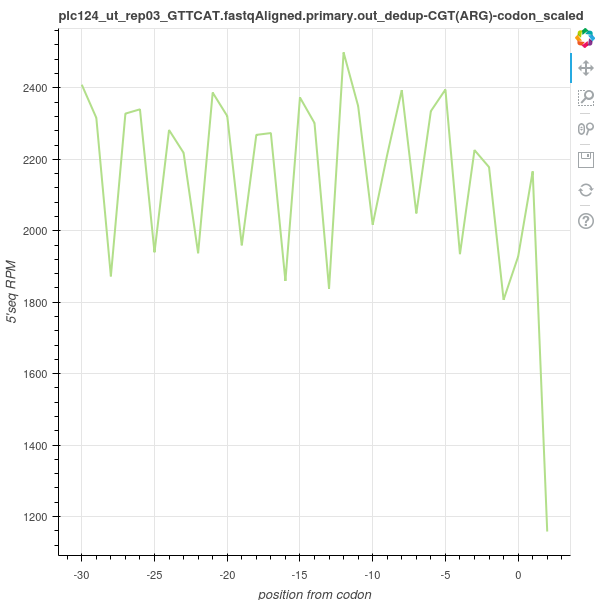 plc124_ut_rep03_GTTCAT.fastqAligned.primary.out_dedup-CGT(ARG)-codon_scaled
2400
2200
2000
1800
1600
1400
1200
5'seq RPM
-30 -25 -20 -15 -10 -5 0
position from codon